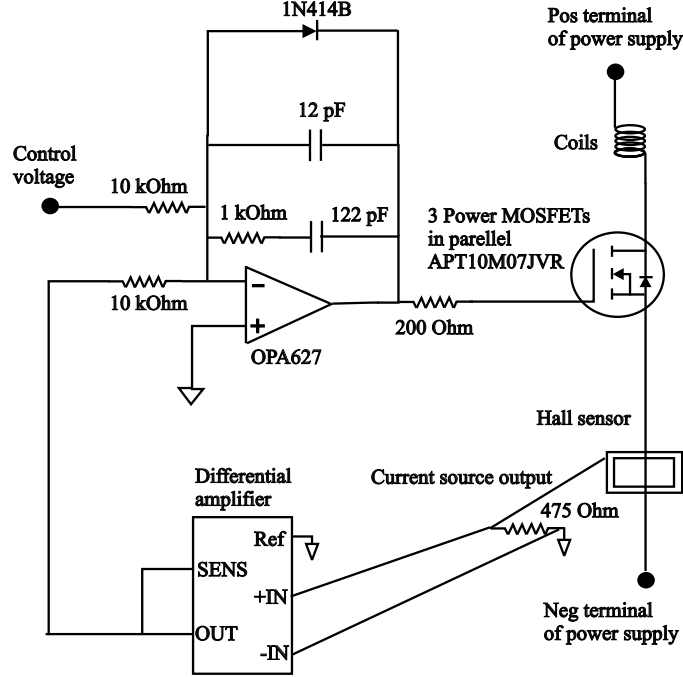 1N414B
Pos terminal
of power supply
12 pF
Coils
Control
voltage
10 kOhm
1 kOhm
122 pF
3 Power MOSFETs
in parellel
APT10M07JVR
10 kOhm
−
+
OPA627
200 Ohm
Hall sensor
Differential
amplifier
Current source output
475 Ohm
Ref
SENS
+IN
OUT
-IN
Neg terminal
of power supply